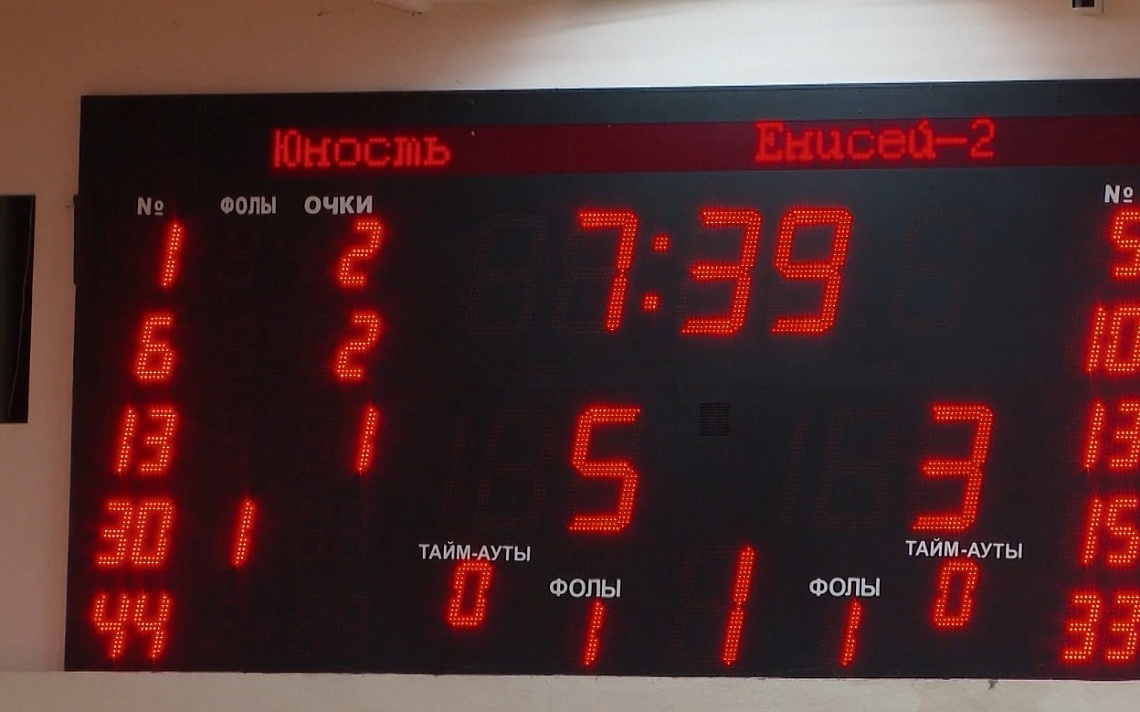 Юность Енисей-2
№ ФОЛЫ ОЧКИ №
1 2 7:39 5
6 2 10
13 1 5 3 13
30 1 15
ТАЙМ-АУТЫ ТАЙМ-АУТЫ
0 0
ФОЛЫ 1 ФОЛЫ
44 1 1 33